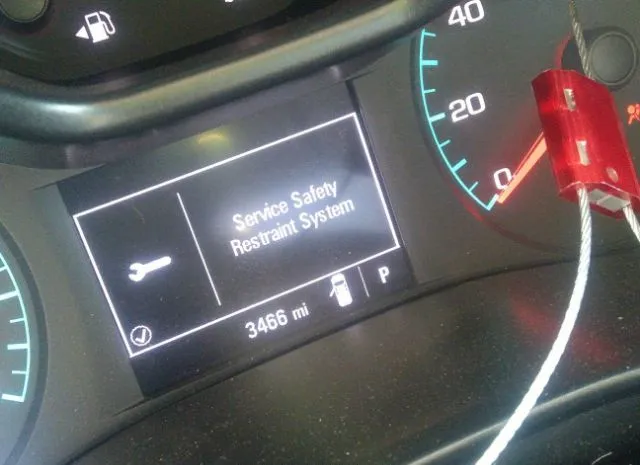 40
20
0
Service Safety
Restraint System
3466 mi
P